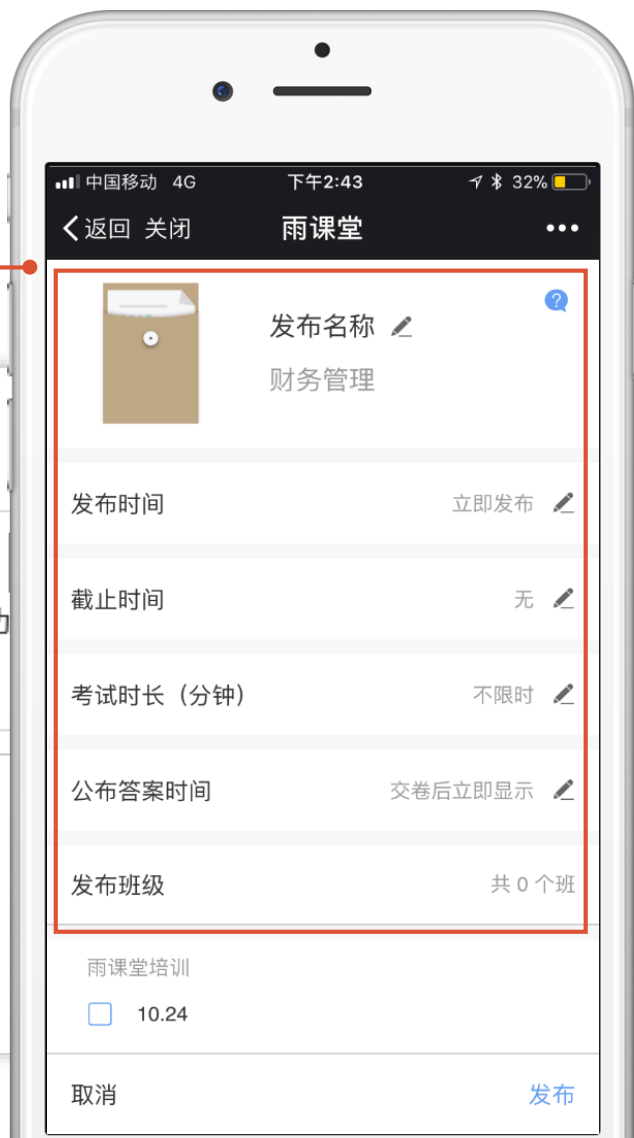 中国移动 4G 下午2:43 32%
返回 关闭 雨课堂
发布名称
财务管理
发布时间 立即发布
截止时间 无
考试时长（分钟） 不限时
公布答案时间 交卷后立即显示
发布班级 共 0 个班
雨课堂培训
10.24
取消 发布